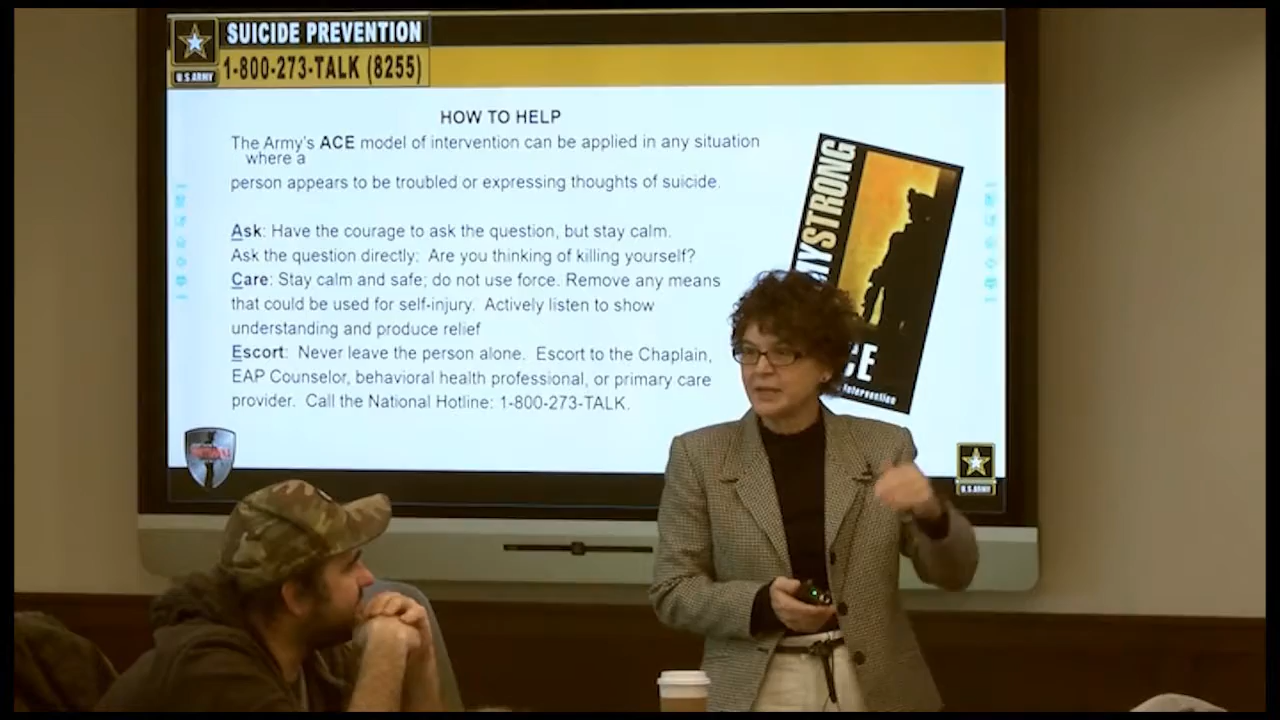 SUICIDE PREVENTION
1-800-273-TALK (8255)
U.S.ARMY
HOW TO HELP
The Army's ACE model of intervention can be applied in any situation
where a
person appears to be troubled or expressing thoughts of suicide.
Ask: Have the courage to ask the question, but stay calm.
Ask the question directly: Are you thinking of killing yourself?
Care: Stay calm and safe; do not use force. Remove any means
that could be used for self-injury. Actively listen to show
understanding and produce relief
Escort: Never leave the person alone. Escort to the Chaplain,
EAP Counselor, behavioral health professional, or primary care
provider. Call the National Hotline: 1-800-273-TALK.
MYSTRONG
CE
Intervention
U.S.ARMY